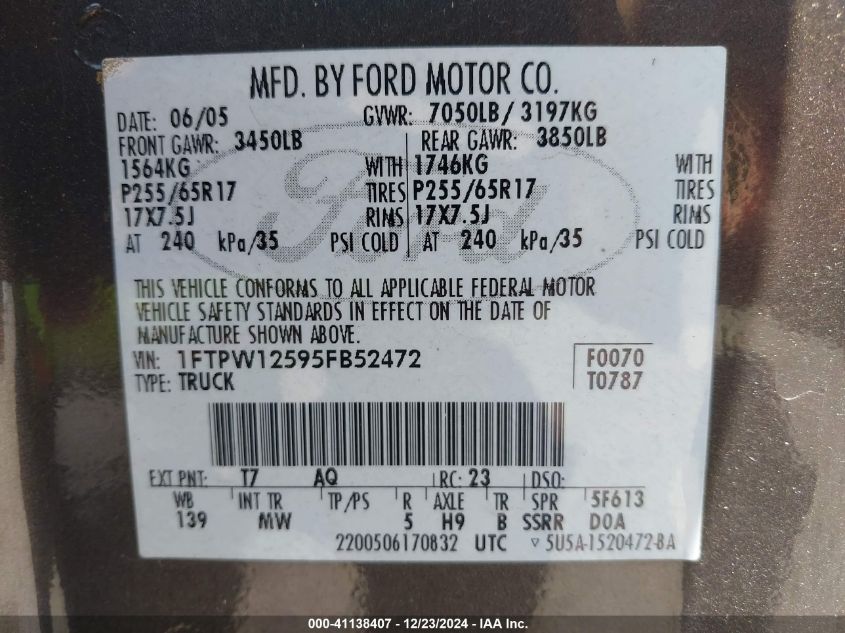 MFD. BY FORD MOTOR CO.
DATE: 06/05 GVWR: 7050LB/ 3197KG
FRONT GAWR: 3450LB REAR GAWR: 3850LB
1564KG WITH 1746KG WITH
P255/65R17 TIRES P255/65R17 TIRES
17X7.5J RIMS 17X7.5J RIMS
AT 240 kPa/35 PSI COLD AT 240 kPa/35 PSI COLD
Ford
THIS VEHICLE CONFORMS TO ALL APPLICABLE FEDERAL MOTOR
VEHICLE SAFETY STANDARDS IN EFFECT ON THE DATE OF
MANUFACTURE SHOWN ABOVE.
VIN: 1FTPW12595FB52472 F0070
TYPE: TRUCK T0787
EXT PNT: T7 AQ RC: 23 DSO:
WB INT TR TP/PS R AXLE TR SPR 5F613
139 MW 5 H9 B SSRR DOA
2200506170832 UTC ▽ 5U5A-1520472-BA
000-41138407 - 12/23/2024 - IAA Inc.